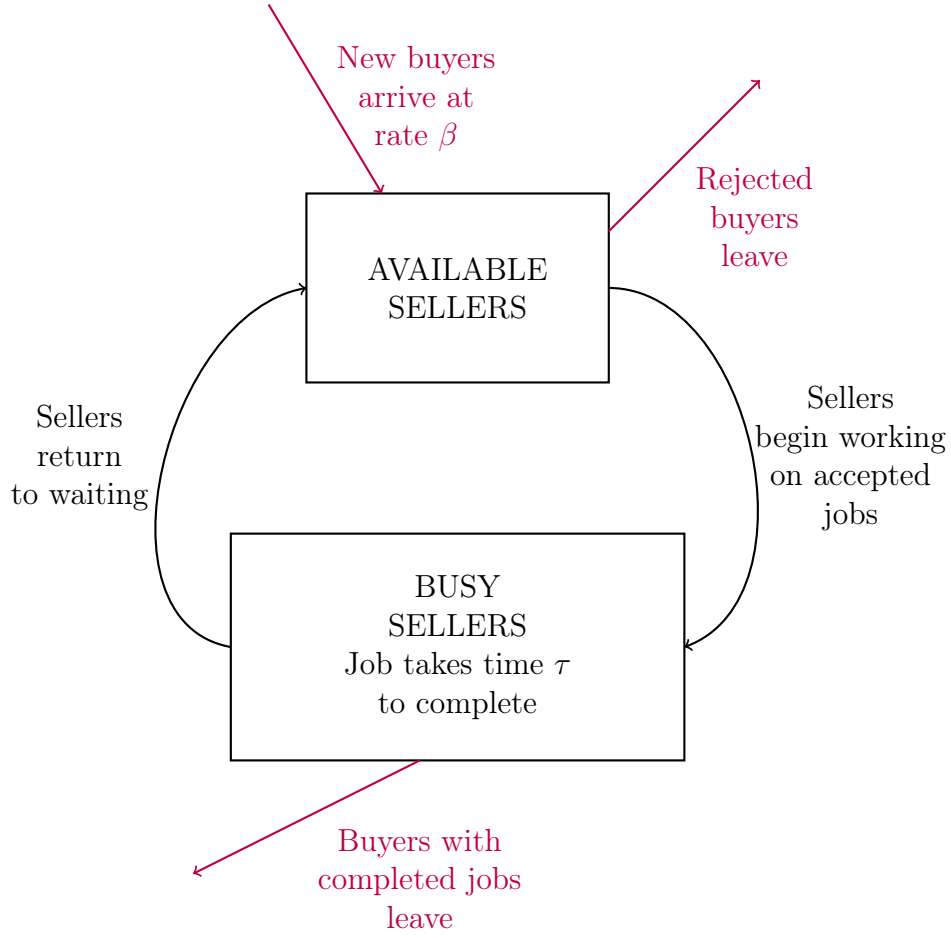 New buyers
arrive at
rate β
Rejected
buyers
leave
AVAILABLE
SELLERS
Sellers
return
to waiting
Sellers
begin working
on accepted
jobs
BUSY
SELLERS
Job takes time τ
to complete
Buyers with
completed jobs
leave